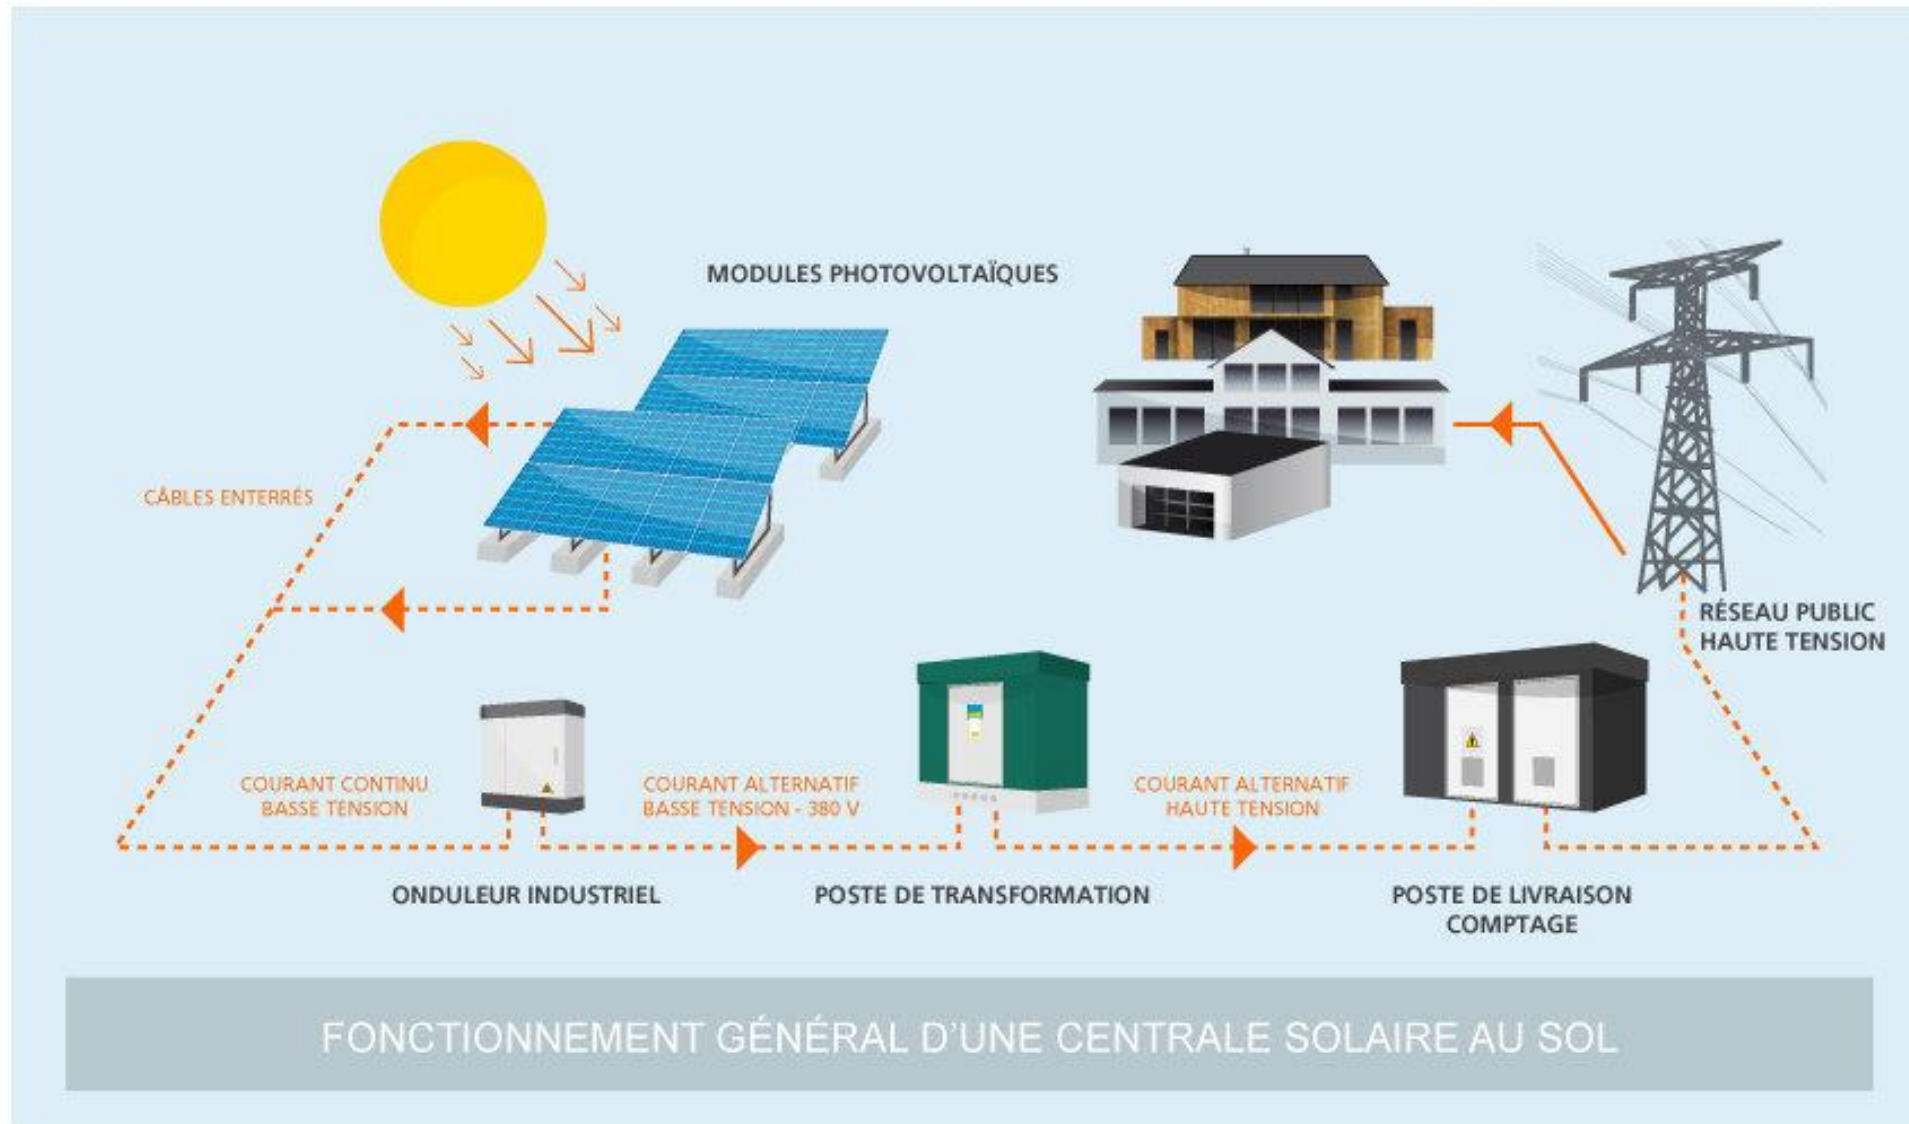 MODULES PHOTOVOLTAÏQUES
CÂBLES ENTERRÉS
RÉSEAU PUBLIC
HAUTE TENSION
COURANT CONTINU
BASSE TENSION
COURANT ALTERNATIF
BASSE TENSION - 380 V
COURANT ALTERNATIF
HAUTE TENSION
ONDULEUR INDUSTRIEL
POSTE DE TRANSFORMATION
POSTE DE LIVRAISON
COMPTAGE
FONCTIONNEMENT GÉNÉRAL D'UNE CENTRALE SOLAIRE AU SOL